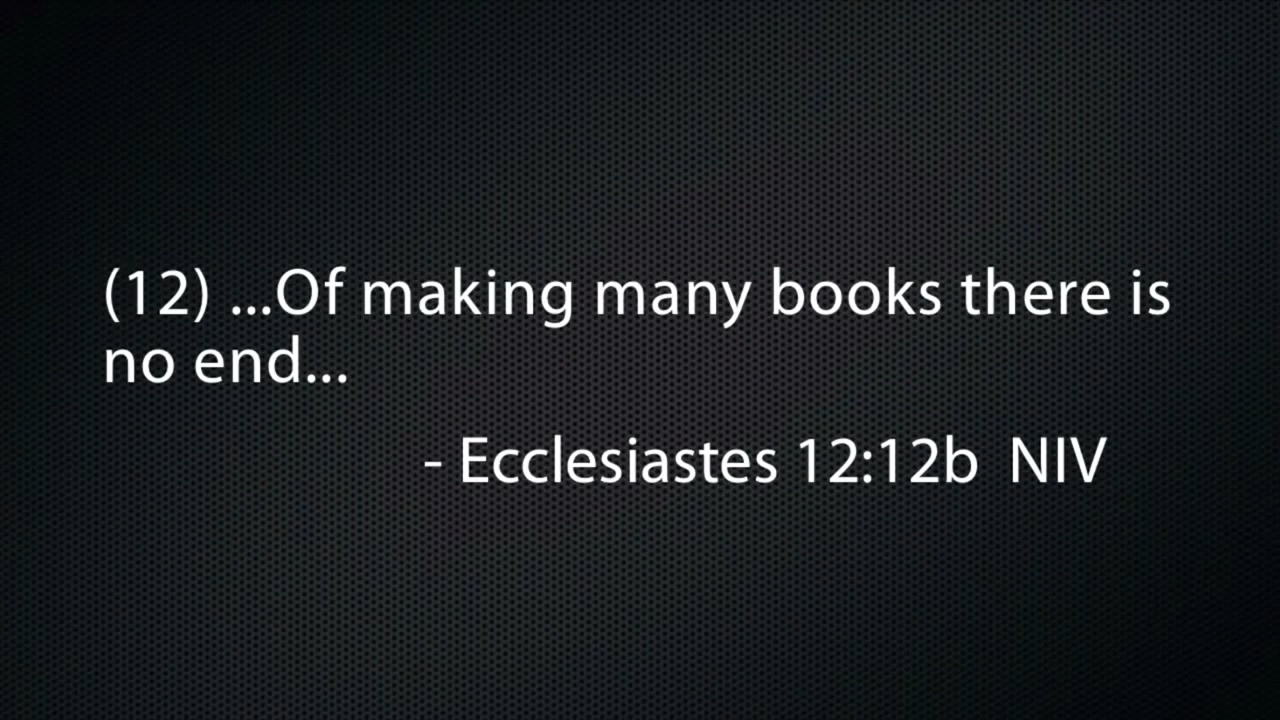 (12) ...Of making many books there is
no end...
- Ecclesiastes 12:12b  NIV